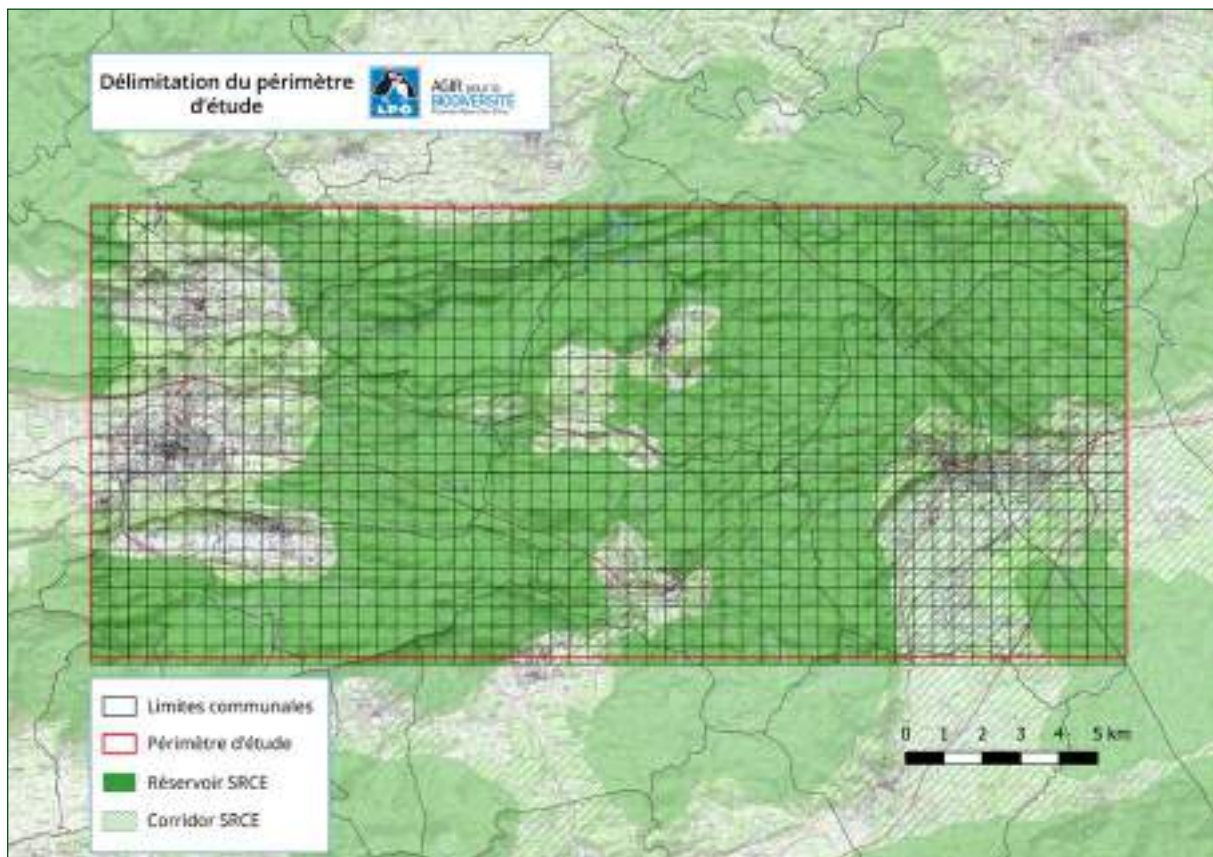 Délimitation du périmètre
d'étude
LPO
AGIR pour la
BIODIVERSITÉ
Limites communales
Périmètre d'étude
Réservoir SRCE
Corridor SRCE
0 1 2 3 4 5 km